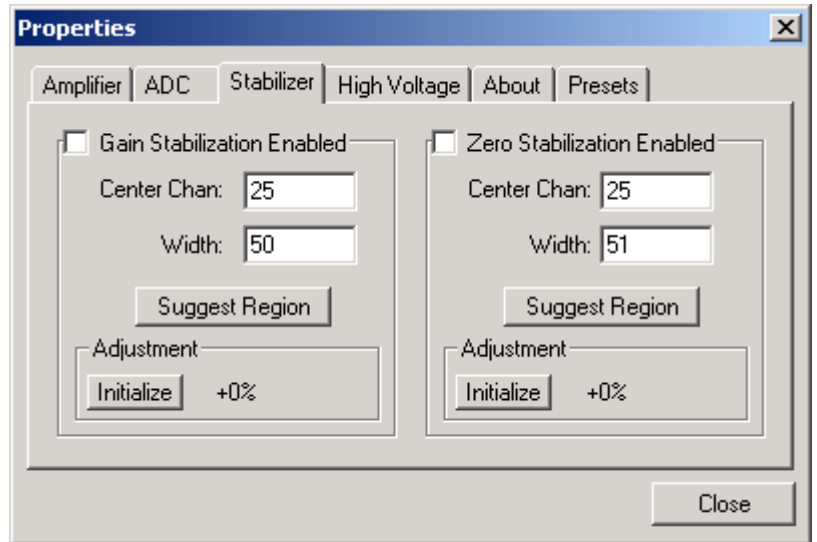 Properties
Amplifier ADC Stabilizer High Voltage About Presets
Gain Stabilization Enabled
Center Chan: 25
Width: 50
Suggest Region
Adjustment
Initialize +0%
Zero Stabilization Enabled
Center Chan: 25
Width: 51
Suggest Region
Adjustment
Initialize +0%
Close